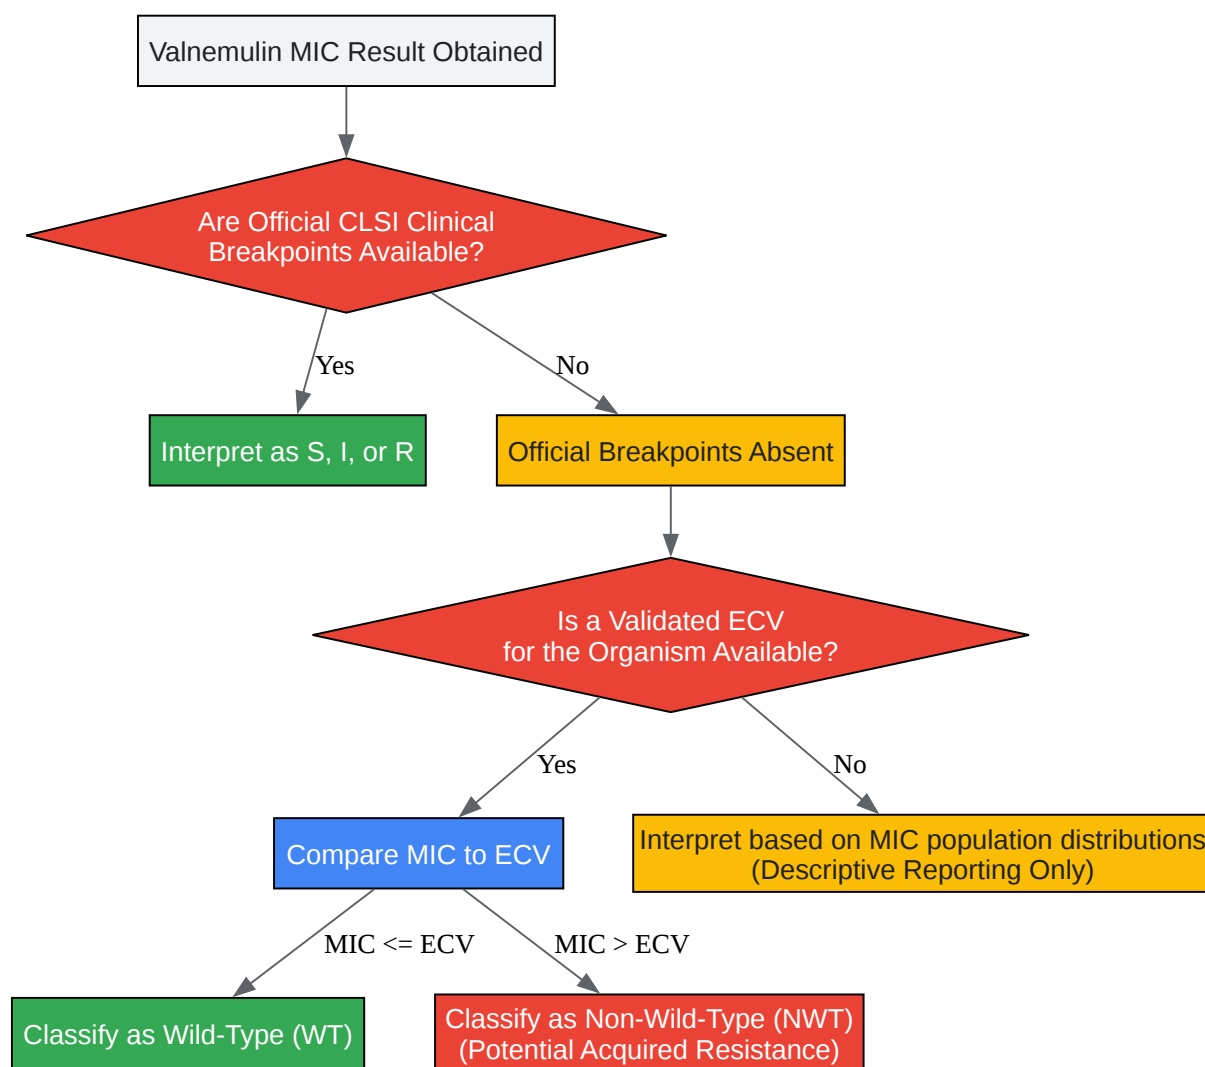 Valnemulin MIC Result Obtained
Are Official CLSI Clinical
Breakpoints Available?
Yes
No
Interpret as S, I, or R
Official Breakpoints Absent
Is a Validated ECV
for the Organism Available?
Yes
No
Compare MIC to ECV
Interpret based on MIC population distributions
(Descriptive Reporting Only)
MIC <= ECV
MIC > ECV
Classify as Wild-Type (WT)
Classify as Non-Wild-Type (NWT)
(Potential Acquired Resistance)